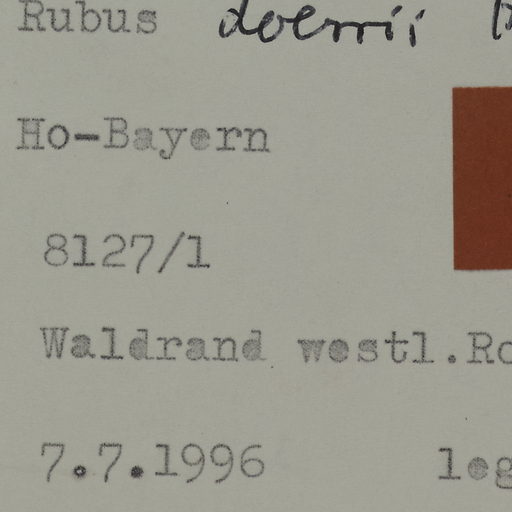 Rubus doerrii
Ho-Bayern
8127/1
Waldrand westl.Ro
7.7.1996 leg